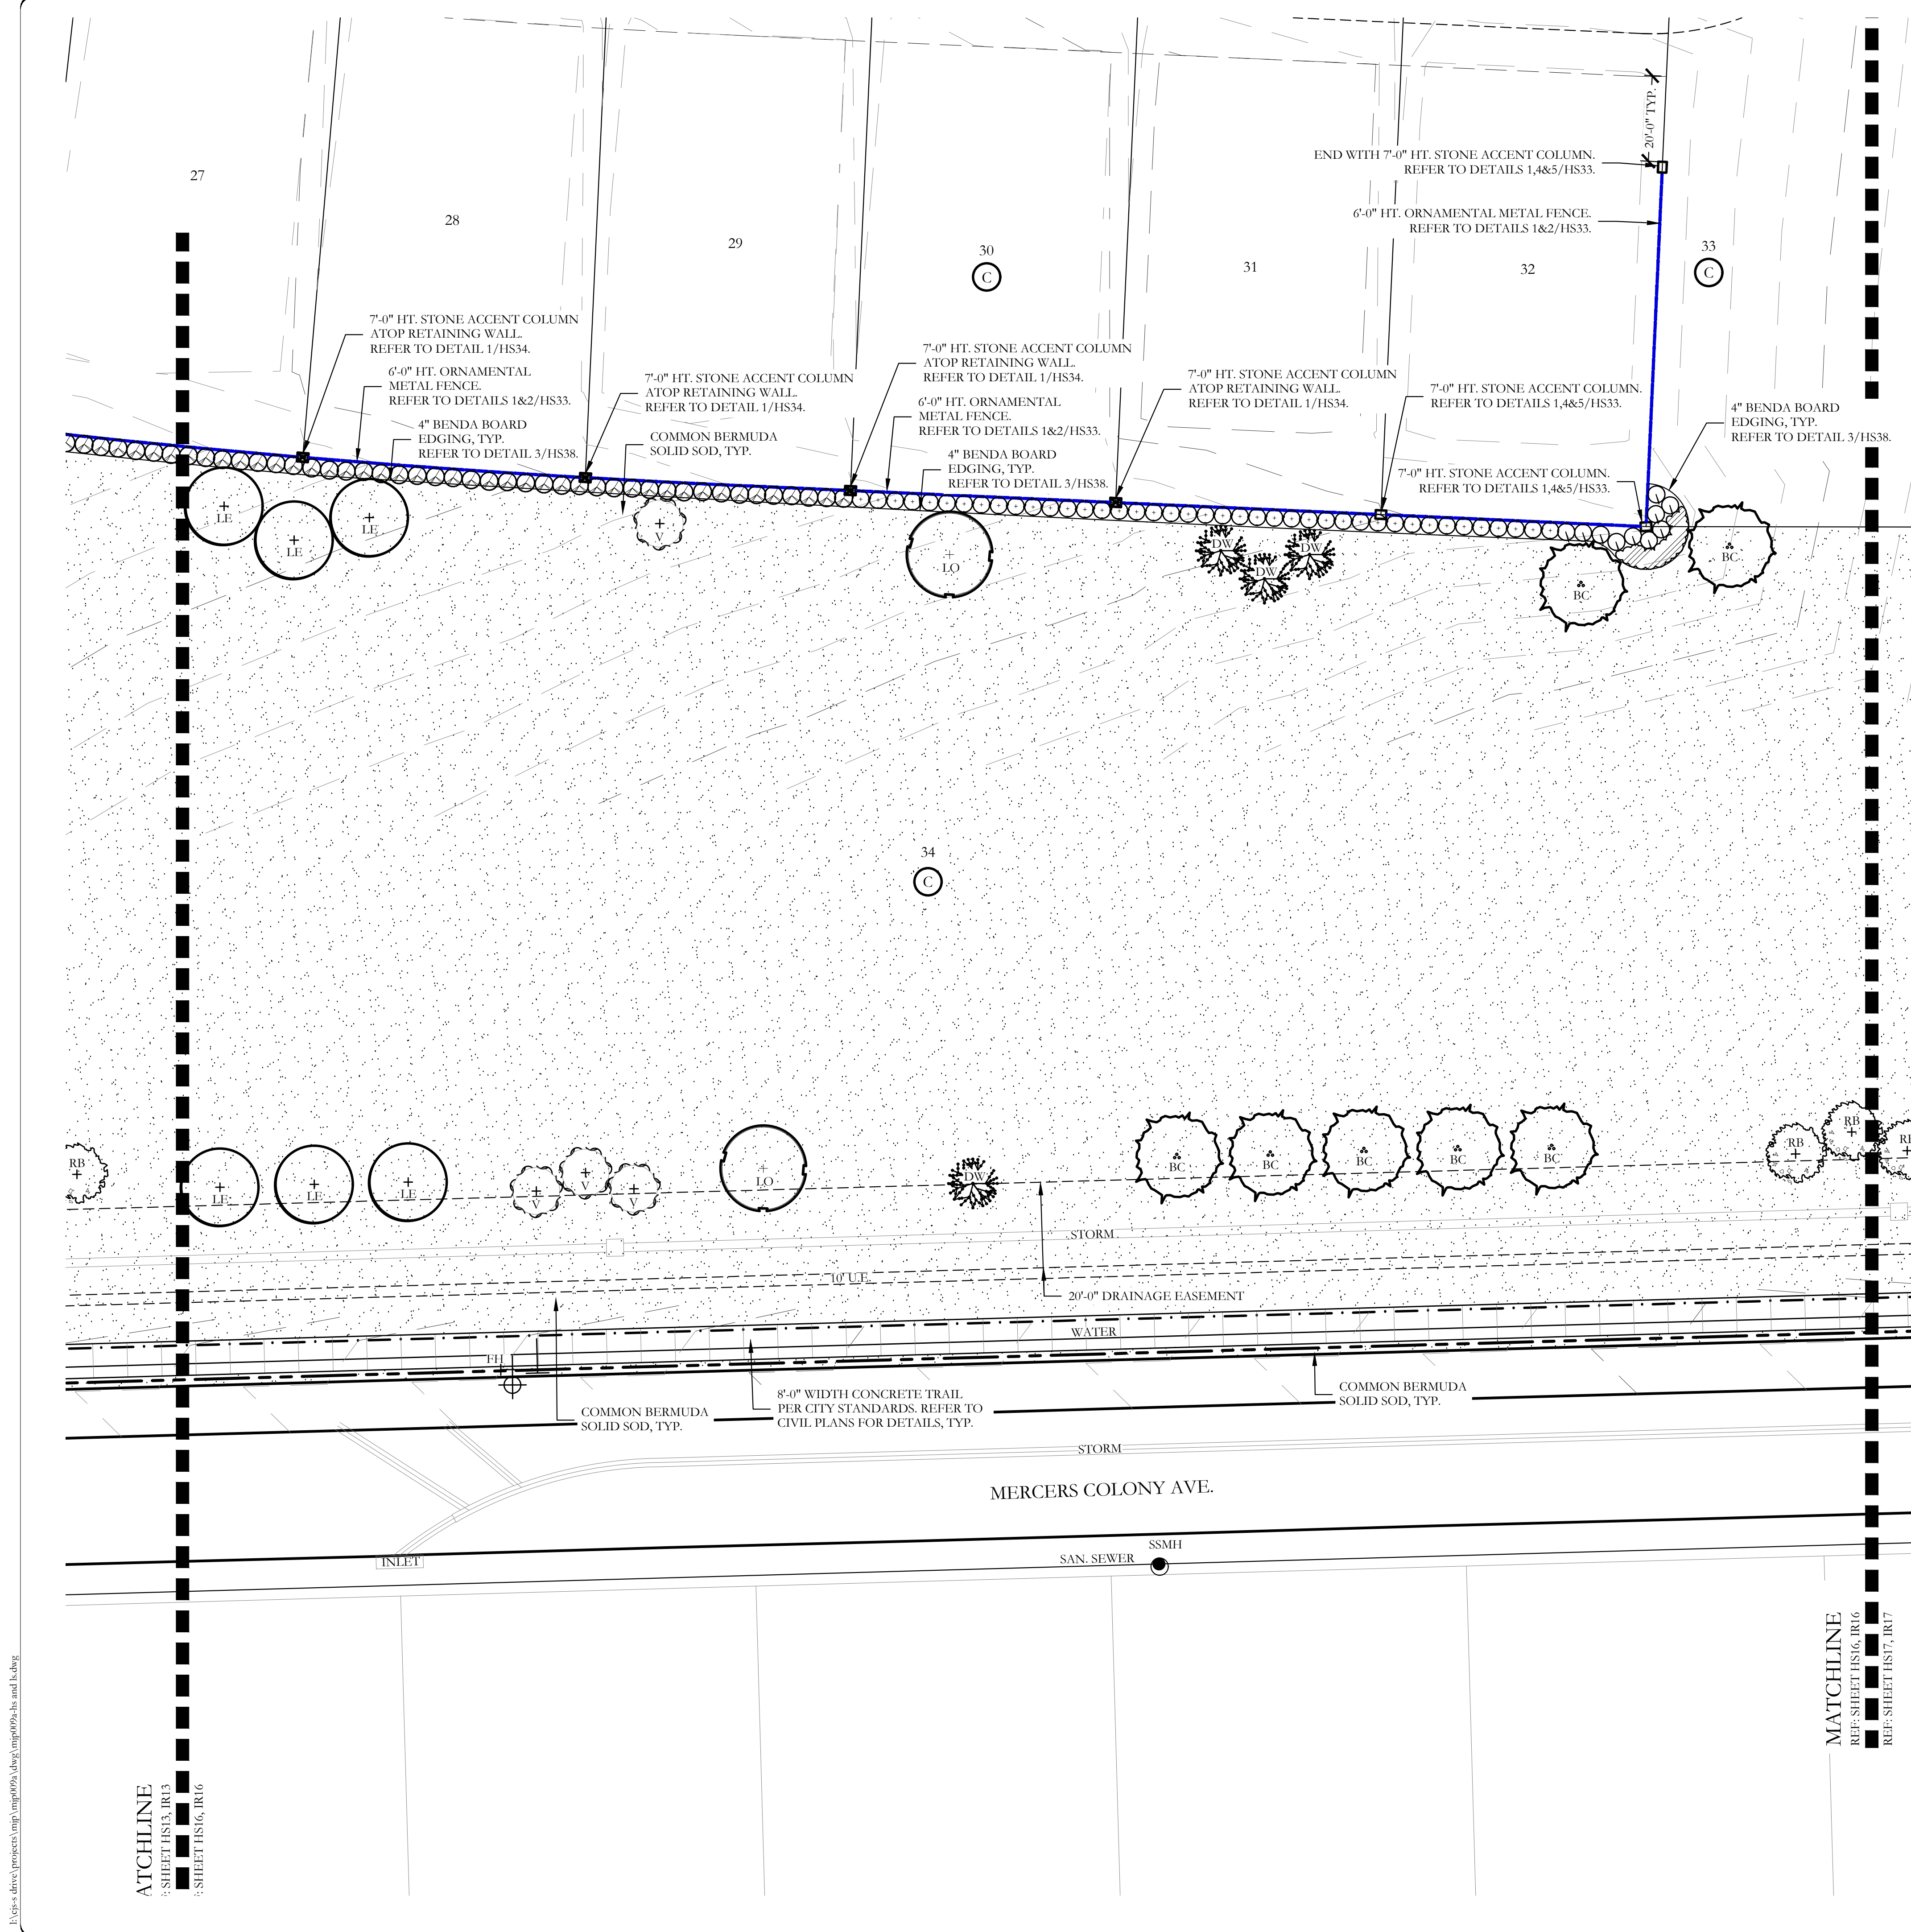 20'-0" TYP.
END WITH 7'-0" HT. STONE ACCENT COLUMN.
REFER TO DETAILS 1,4&5/HS33.
27
6'-0" HT. ORNAMENTAL METAL FENCE.
REFER TO DETAILS 1&2/HS33.
28
29
30
C
31
32
33
C
7'-0" HT. STONE ACCENT COLUMN
ATOP RETAINING WALL.
REFER TO DETAIL 1/HS34.
6'-0" HT. ORNAMENTAL
METAL FENCE.
REFER TO DETAILS 1&2/HS33.
4" BENDA BOARD
EDGING, TYP.
REFER TO DETAIL 3/HS38.
7'-0" HT. STONE ACCENT COLUMN
ATOP RETAINING WALL.
REFER TO DETAIL 1/HS34.
COMMON BERMUDA
SOLID SOD, TYP.
7'-0" HT. STONE ACCENT COLUMN
ATOP RETAINING WALL.
REFER TO DETAIL 1/HS34.
6'-0" HT. ORNAMENTAL
METAL FENCE.
REFER TO DETAILS 1&2/HS33.
4" BENDA BOARD
EDGING, TYP.
REFER TO DETAIL 3/HS38.
7'-0" HT. STONE ACCENT COLUMN
ATOP RETAINING WALL.
REFER TO DETAIL 1/HS34.
7'-0" HT. STONE ACCENT COLUMN.
REFER TO DETAILS 1,4&5/HS33.
7'-0" HT. STONE ACCENT COLUMN.
REFER TO DETAILS 1,4&5/HS33.
4" BENDA BOARD
EDGING, TYP.
REFER TO DETAIL 3/HS38.
LE
LE
LE
V
LO
DW
DW
DW
BC
BC
34
C
RB
LE
LE
LE
V
V
V
LO
DW
BC
BC
BC
BC
BC
RB
RB
STORM
10' U.E.
20'-0" DRAINAGE EASEMENT
WATER
FH
COMMON BERMUDA
SOLID SOD, TYP.
8'-0" WIDTH CONCRETE TRAIL
PER CITY STANDARDS. REFER TO
CIVIL PLANS FOR DETAILS, TYP.
COMMON BERMUDA
SOLID SOD, TYP.
STORM
MERCERS COLONY AVE.
INLET
SAN. SEWER
SSMH
MATCHLINE
REF: SHEET HS16, IR16
REF: SHEET HS17, IR17
ATCHLINE
: SHEET HS13, IR13
: SHEET HS16, IR16
l:\cjs-s drive\projects\mjp\mjp009a\dwg\mjp009a-hs and ls.dwg